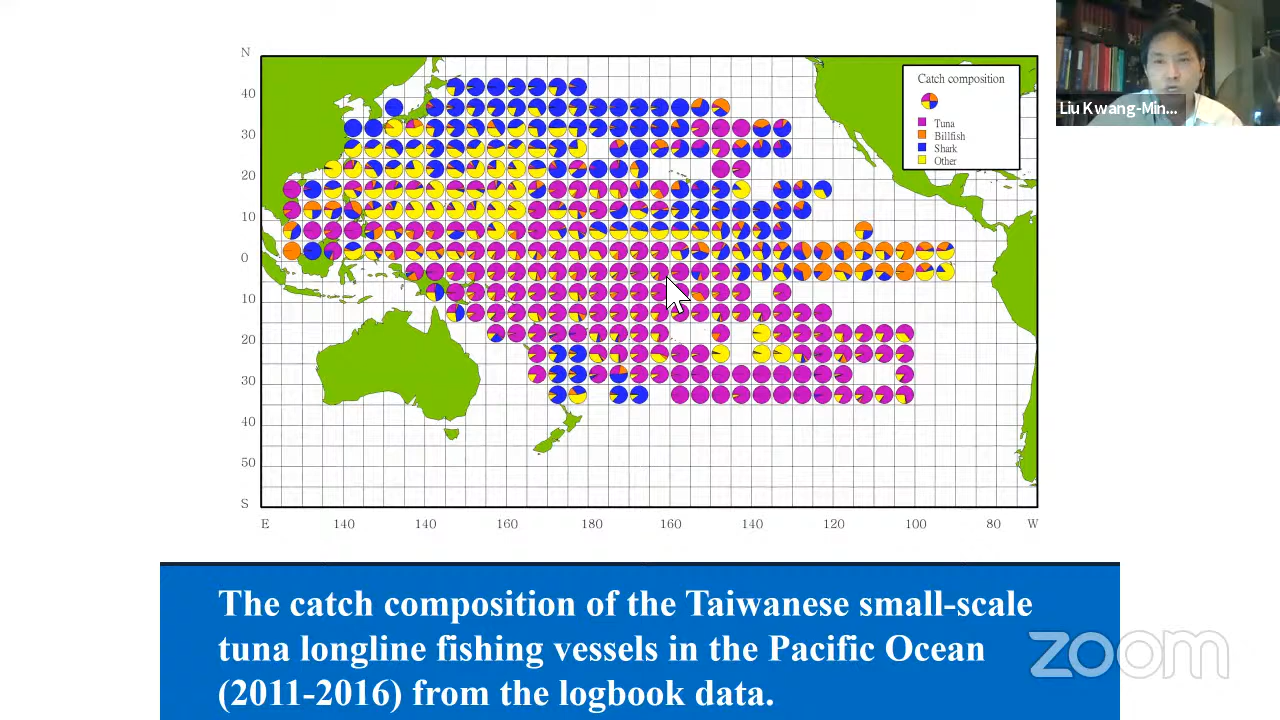 N
40
30
20
10
0
10
20
30
40
50
S
E
140
140
160
180
160
140
120
100
80
W
Catch composition
Tuna
Billfish
Shark
Other
Liu Kwang-Min...
The catch composition of the Taiwanese small-scale
tuna longline fishing vessels in the Pacific Ocean
(2011-2016) from the logbook data.
zoom